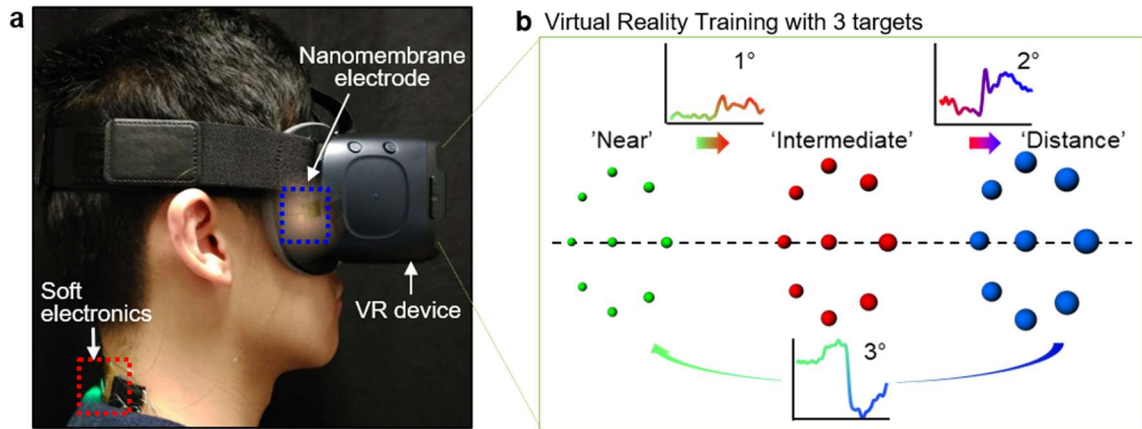 a
Nanomembrane
electrode
VR device
Soft
electronics
b Virtual Reality Training with 3 targets
1°
2°
'Near'
'Intermediate'
'Distance'
3°